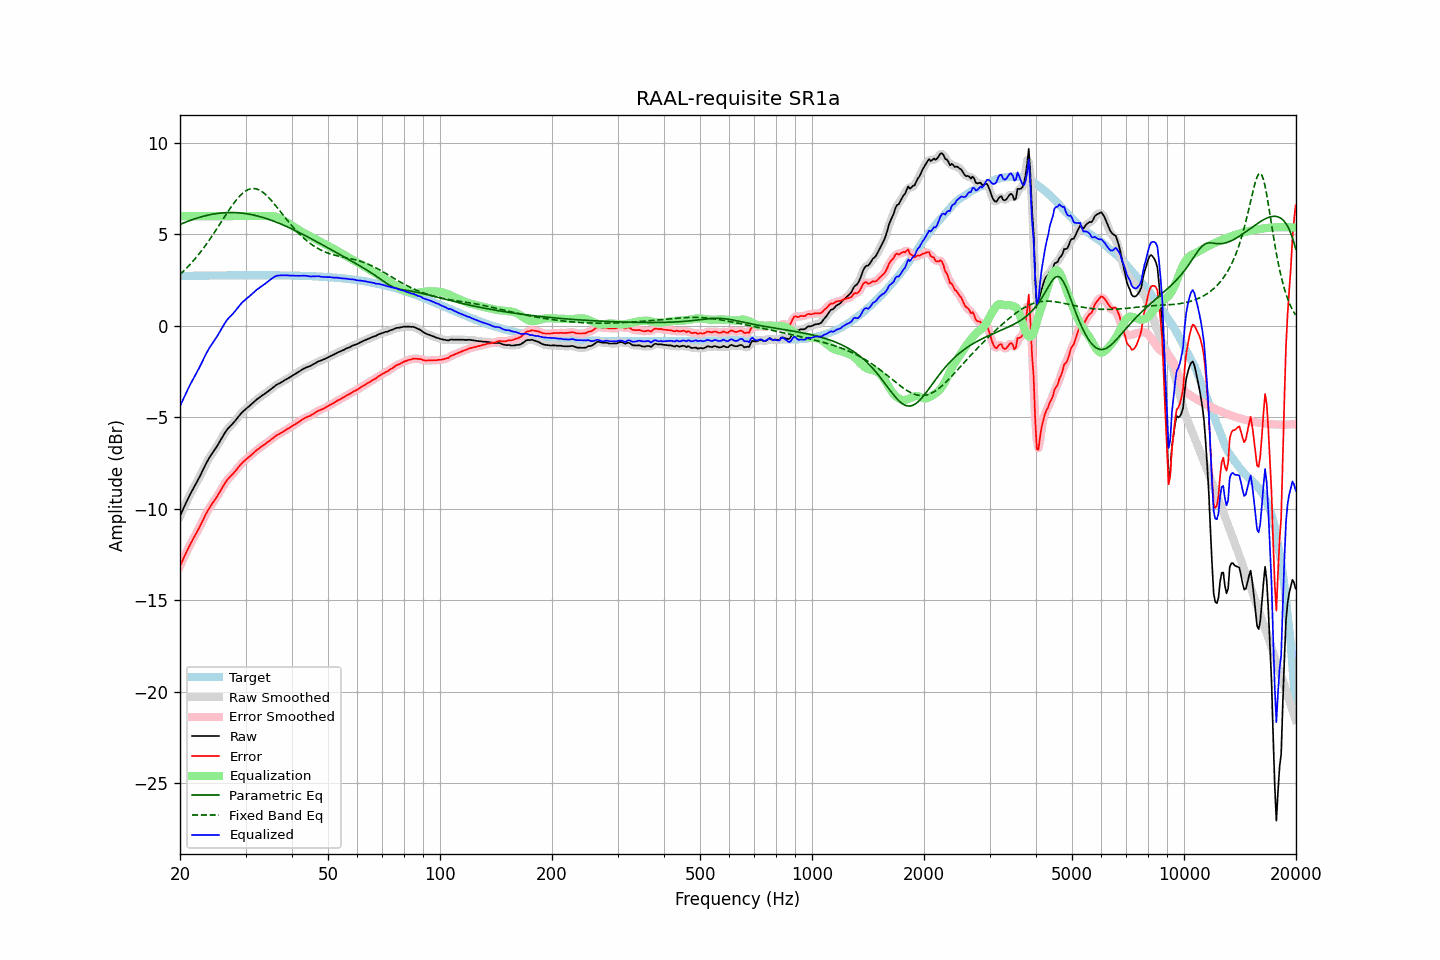 RAAL-requisite SR1a
10
5
0
−5
−10
−15
−20
−25
Amplitude (dBr)
Target
Raw Smoothed
Error Smoothed
Raw
Error
Equalization
Parametric Eq
Fixed Band Eq
Equalized
20 50 100 200 500 1000 2000 5000 10000 20000
Frequency (Hz)